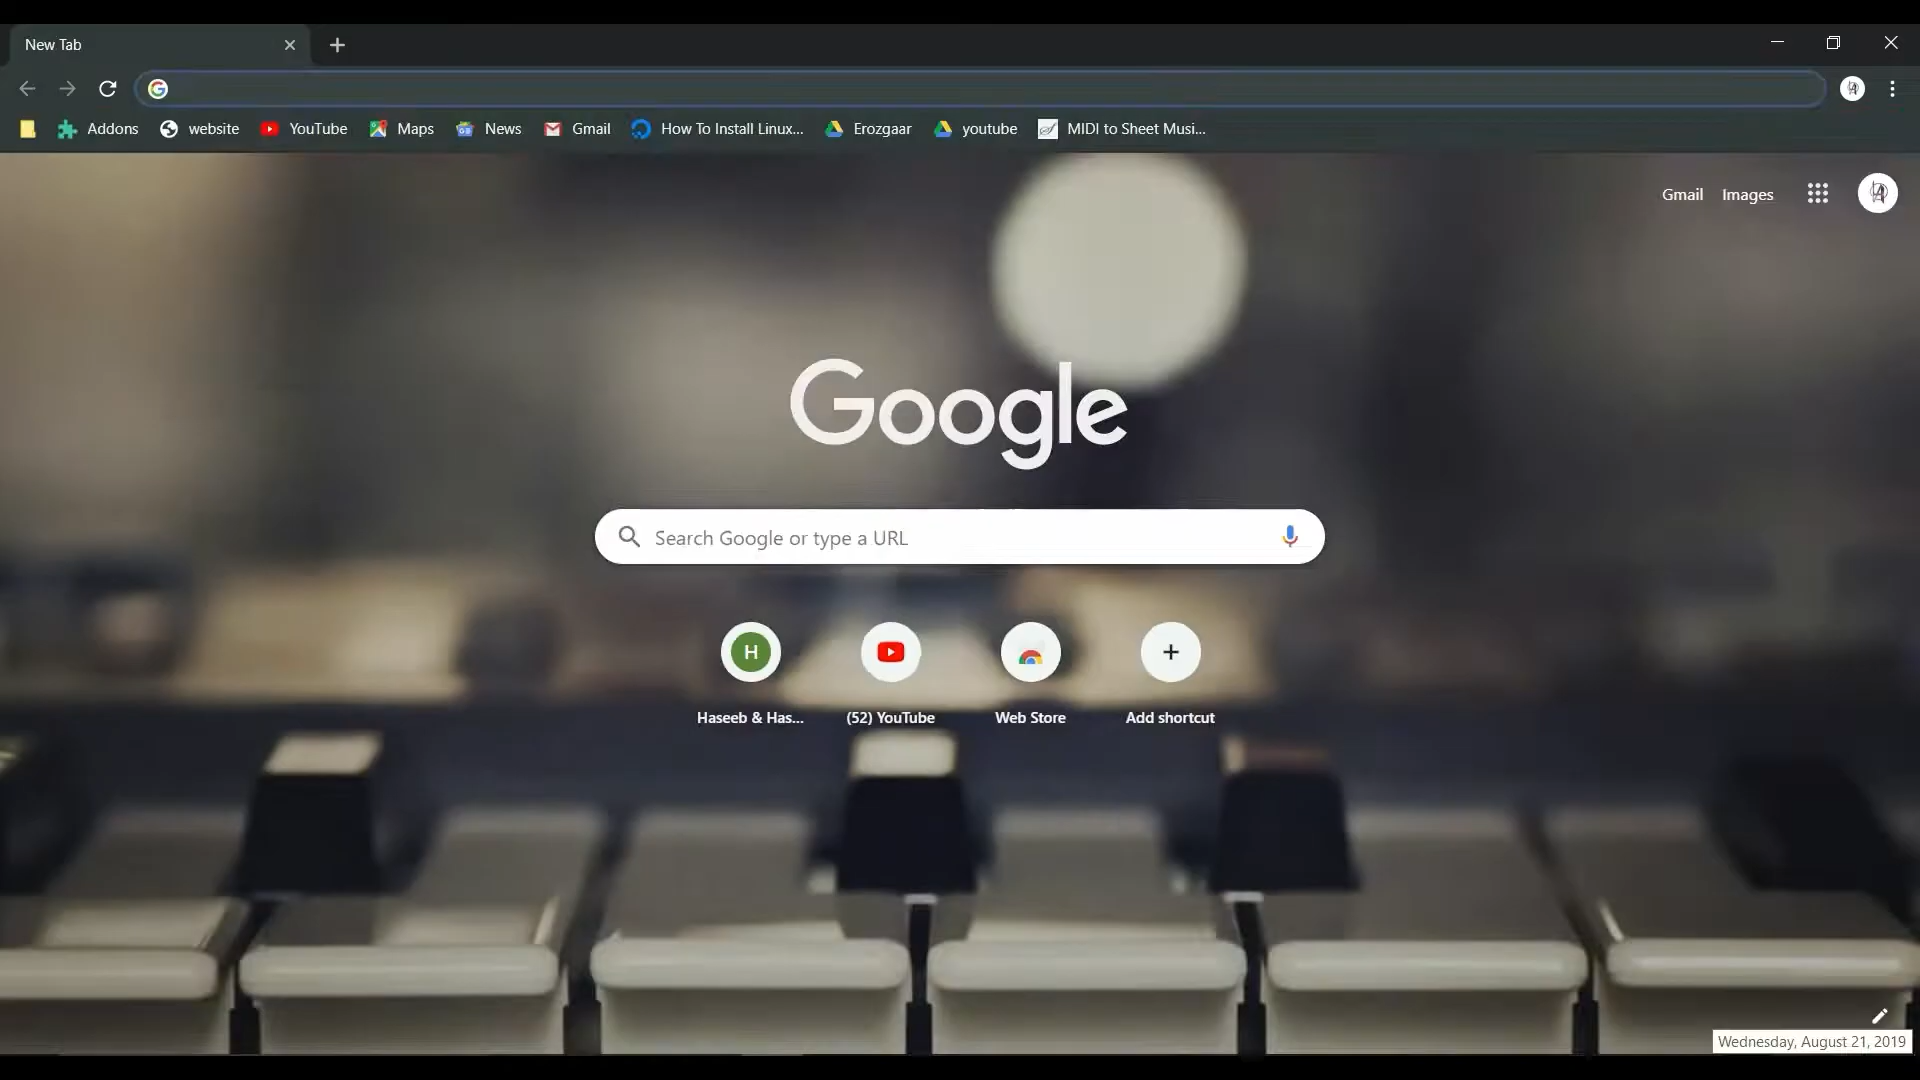 New Tab
Addons website YouTube Maps News Gmail How To Install Linux... Erozgaar youtube MIDI to Sheet Musi...
Gmail Images
Google
Search Google or type a URL
H
Haseeb & Has... (52) YouTube Web Store Add shortcut
Wednesday, August 21, 2019